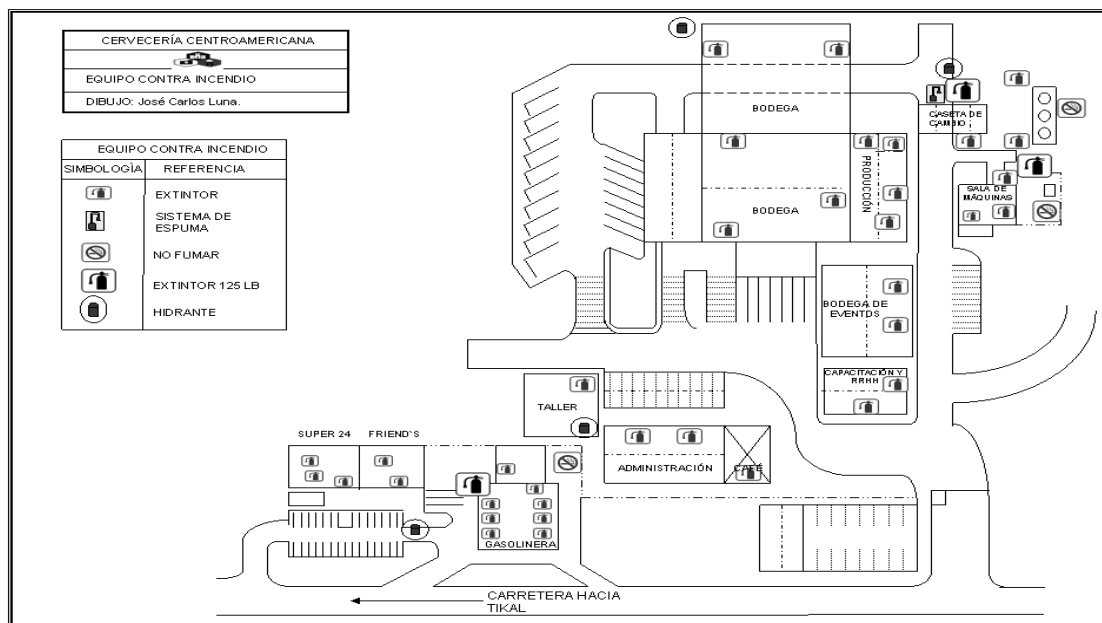 CERVECERÍA CENTROAMERICANA
EQUIPO CONTRA INCENDIO
DIBUJO: José Carlos Luna.
EQUIPO CONTRA INCENDIO
SIMBOLOGÌA REFERENCIA
EXTINTOR
SISTEMA DE
ESPUMA
NO FUMAR
EXTINTOR 125 LB
HIDRANTE
BODEGA
CASETA DE
CAMBIO
PRODUCCIÓN
BODEGA
SALA DE
MÁQUINAS
BODEGA DE
EVENTOS
CAPACITACIÓN Y
RRHH
TALLER
SUPER 24 FRIEND`S
ADMINISTRACIÓN
CAFÉ
GASOLINERA
CARRETERA HACIA
TIKAL